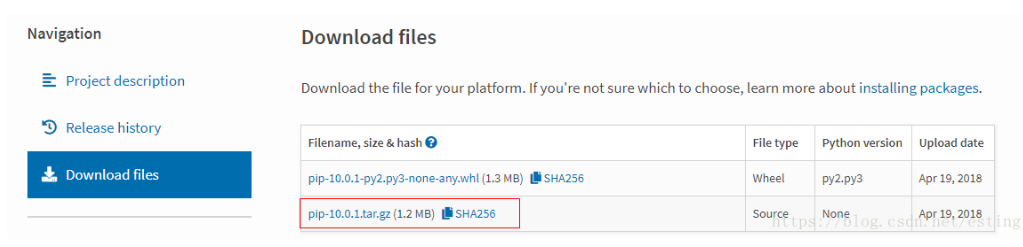 Navigation
Project description
Release history
Download files
Download files
Download the file for your platform. If you're not sure which to choose, learn more about installing packages.
Filename, size & hash ? File type Python version Upload date
pip-10.0.1-py2.py3-none-any.whl (1.3 MB) SHA256 Wheel py2.py3 Apr 19, 2018
pip-10.0.1.tar.gz (1.2 MB) SHA256 Source None Apr 19, 2018
https://blog.csdn.net/esting